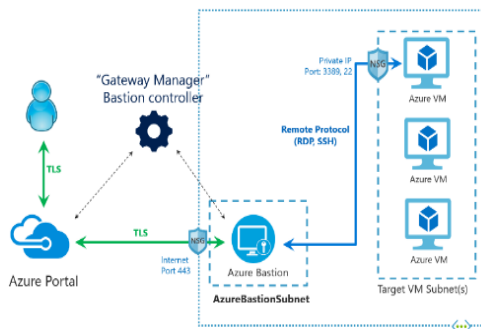 "Gateway Manager"
Bastion controller
TLS
Azure Portal
TLS
NSG
Internet
Port 443
Azure Bastion
AzureBastionSubnet
Remote Protocol
(RDP, SSH)
Private IP
Port: 3389, 22
NSG
Azure VM
Azure VM
Azure VM
Target VM Subnet(s)